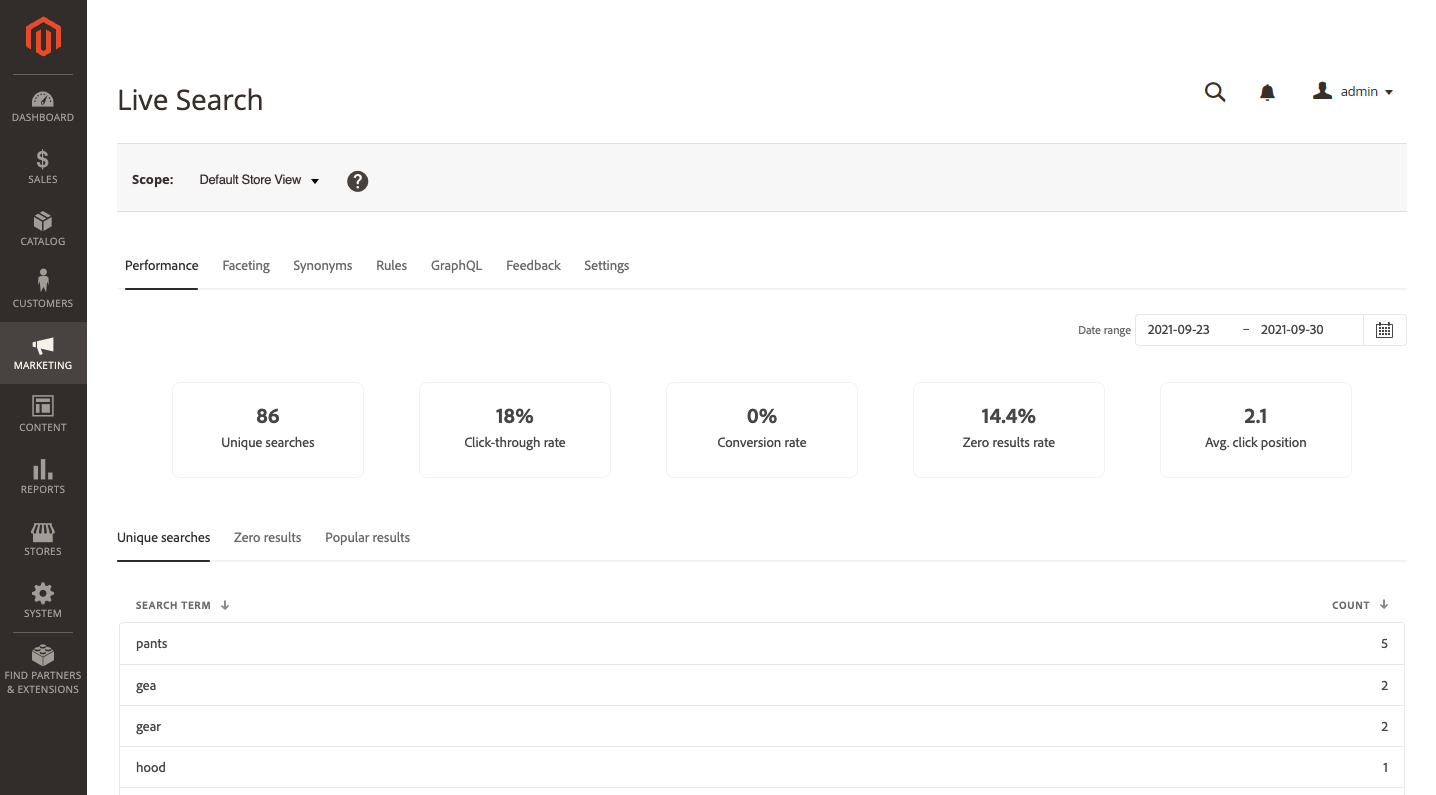 DASHBOARD
SALES
CATALOG
CUSTOMERS
MARKETING
CONTENT
REPORTS
STORES
SYSTEM
FIND PARTNERS
& EXTENSIONS
Live Search
admin
Scope: Default Store View ?
Performance Faceting Synonyms Rules GraphQL Feedback Settings
Date range 2021-09-23 – 2021-09-30
86 18% 0% 14.4% 2.1
Unique searches Click-through rate Conversion rate Zero results rate Avg. click position
Unique searches Zero results Popular results
SEARCH TERM COUNT
pants 5
gea 2
gear 2
hood 1